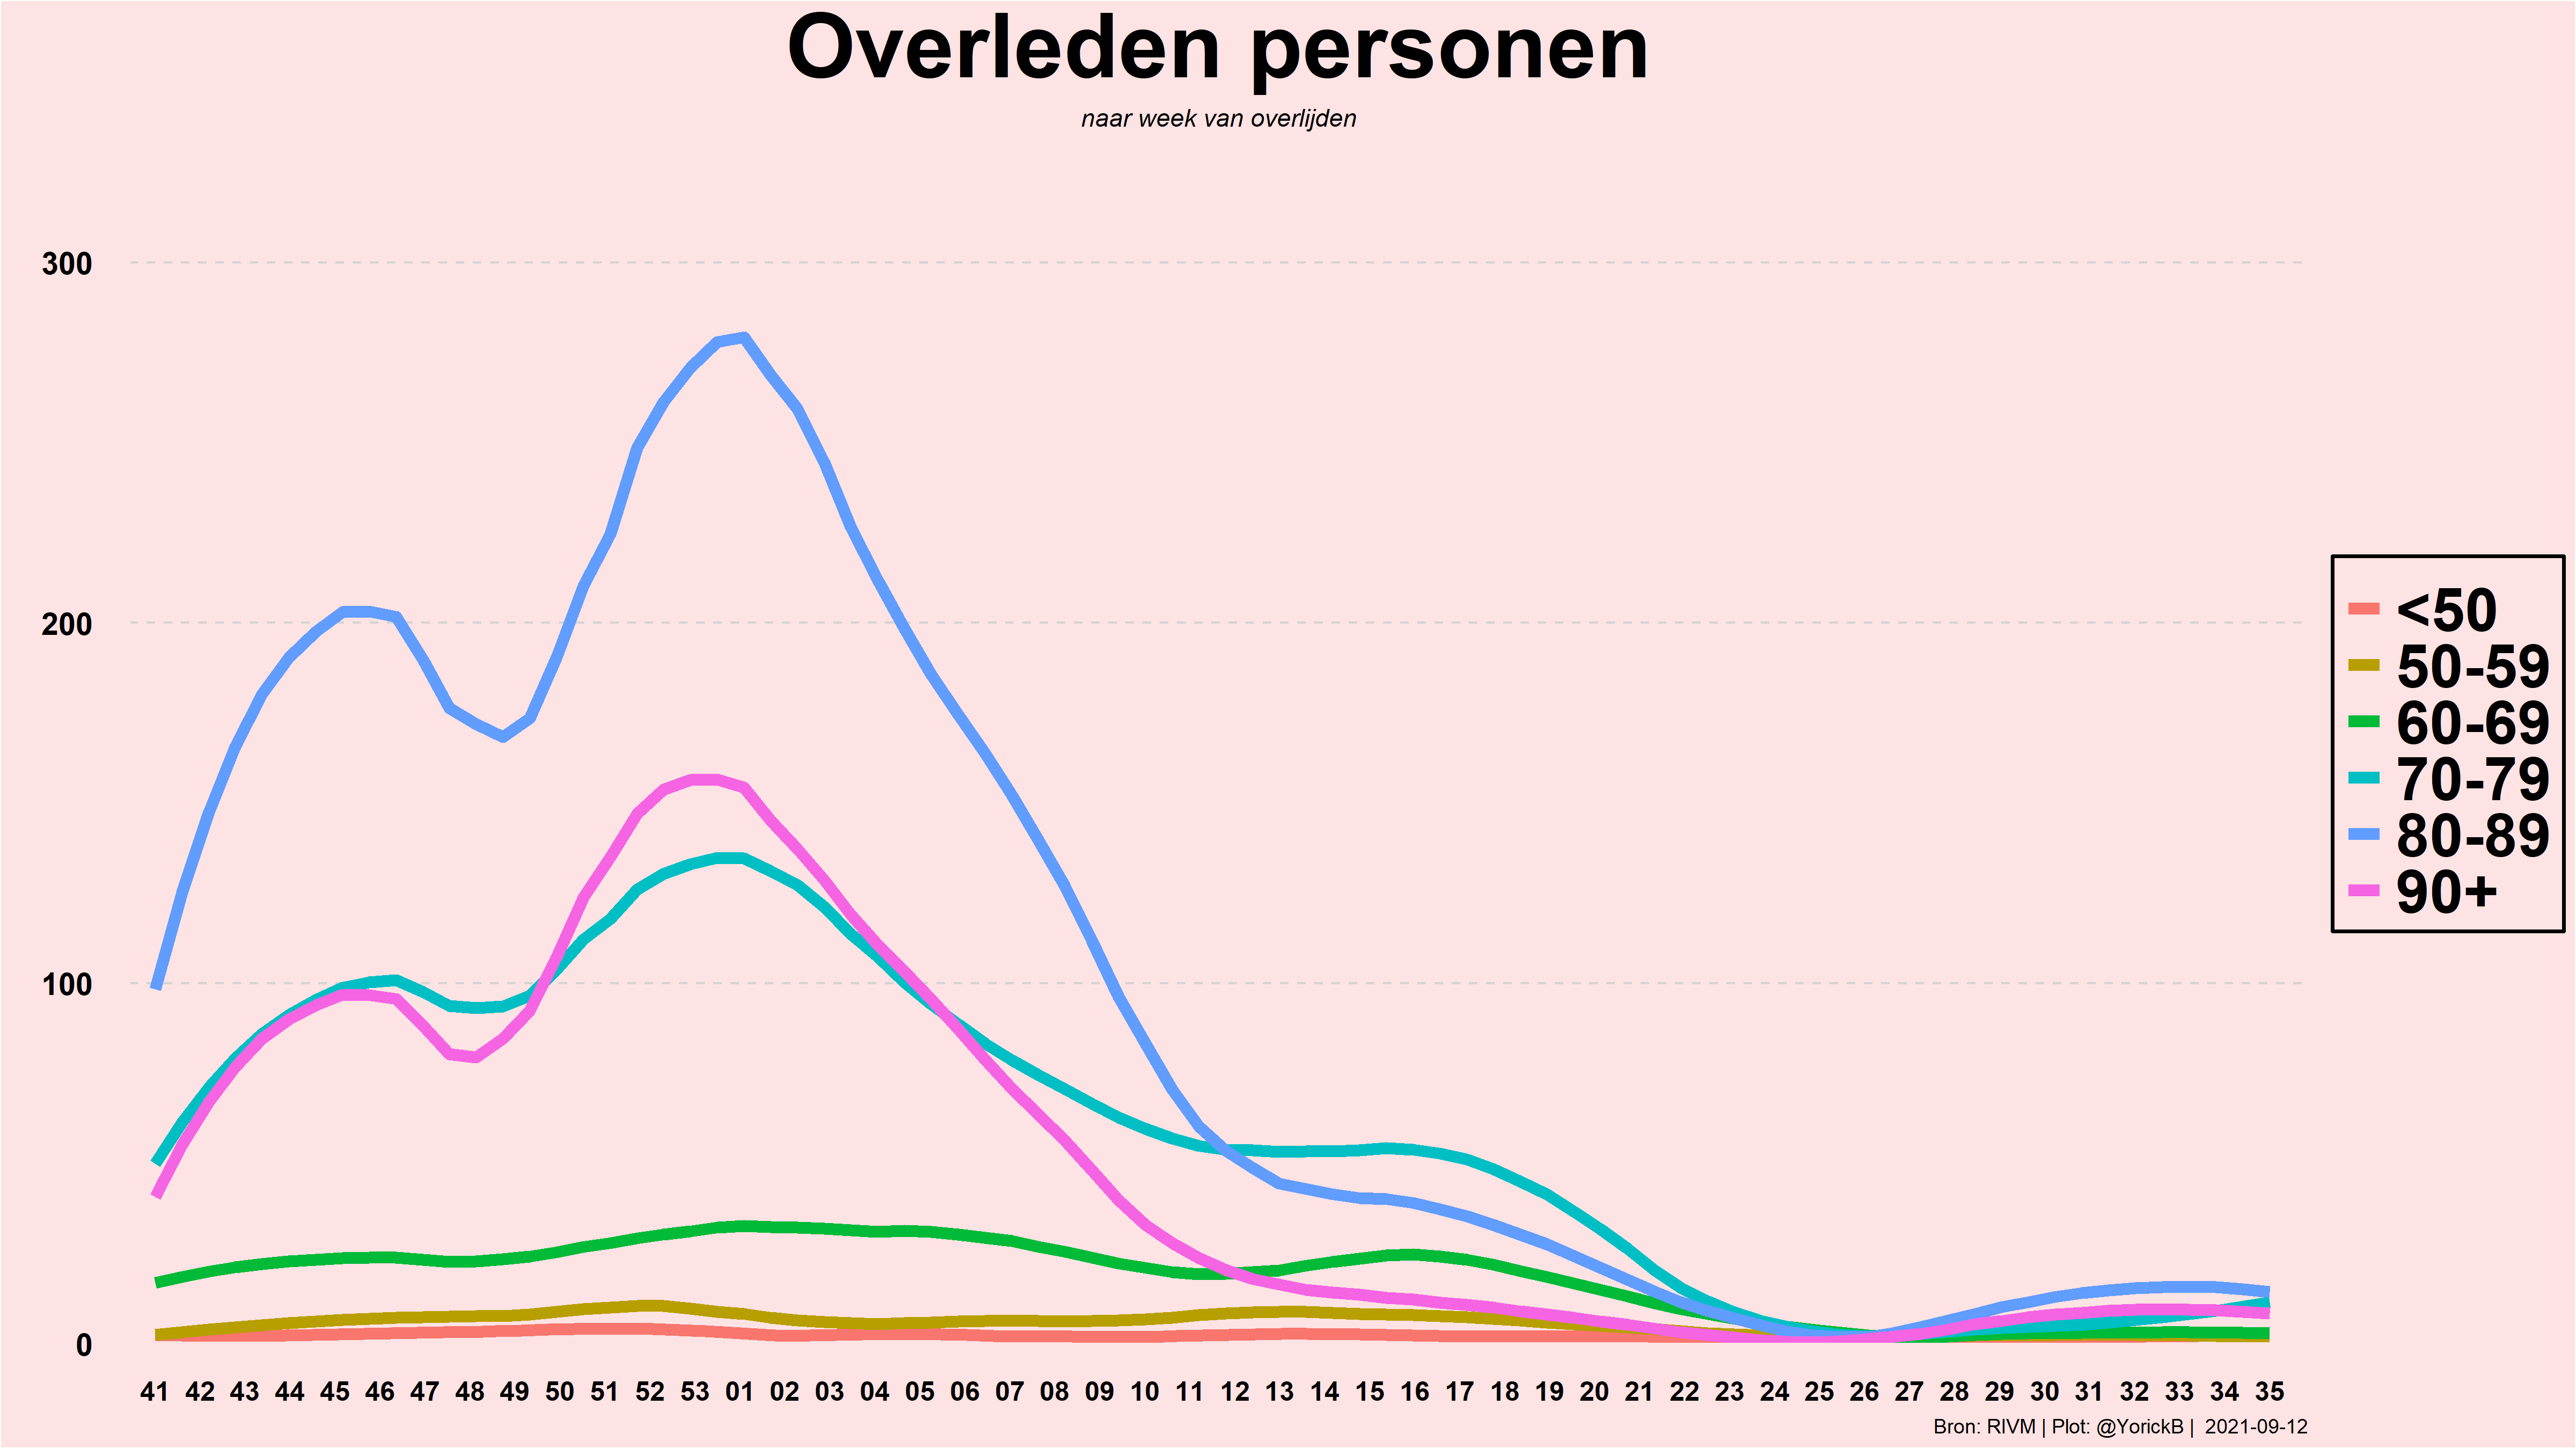 Overleden personen
naar week van overlijden
300
200
100
0
41 42 43 44 45 46 47 48 49 50 51 52 53 01 02 03 04 05 06 07 08 09 10 11 12 13 14 15 16 17 18 19 20 21 22 23 24 25 26 27 28 29 30 31 32 33 34 35
<50
50-59
60-69
70-79
80-89
90+
Bron: RIVM | Plot: @YorickB | 2021-09-12